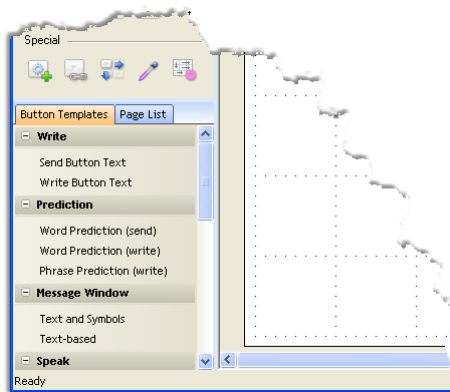 Special
Button Templates Page List
Write
Send Button Text
Write Button Text
Prediction
Word Prediction (send)
Word Prediction (write)
Phrase Prediction (write)
Message Window
Text and Symbols
Text-based
Speak
Ready